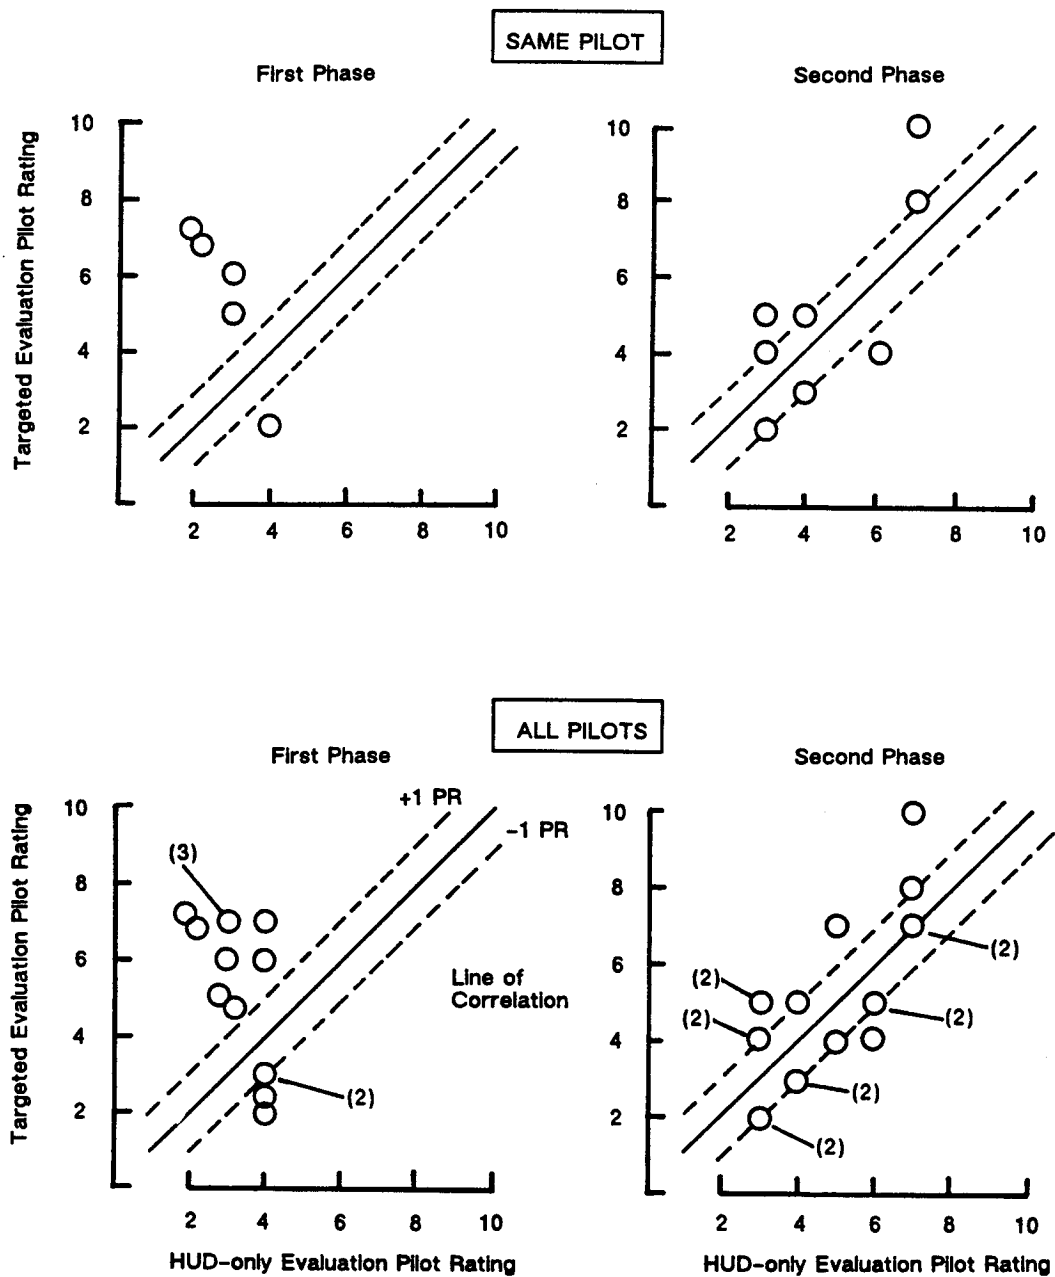 SAME PILOT
First Phase
Second Phase
Targeted Evaluation Pilot Rating
10
8
6
4
2
2 4 6 8 10
10
8
6
4
2
2 4 6 8 10
ALL PILOTS
First Phase
Second Phase
Targeted Evaluation Pilot Rating
10
8
6
4
2
+1 PR
-1 PR
(3)
Line of
Correlation
(2)
2 4 6 8 10
HUD-only Evaluation Pilot Rating
10
8
6
4
2
(2)
(2)
(2)
(2)
(2)
(2)
2 4 6 8 10
HUD-only Evaluation Pilot Rating